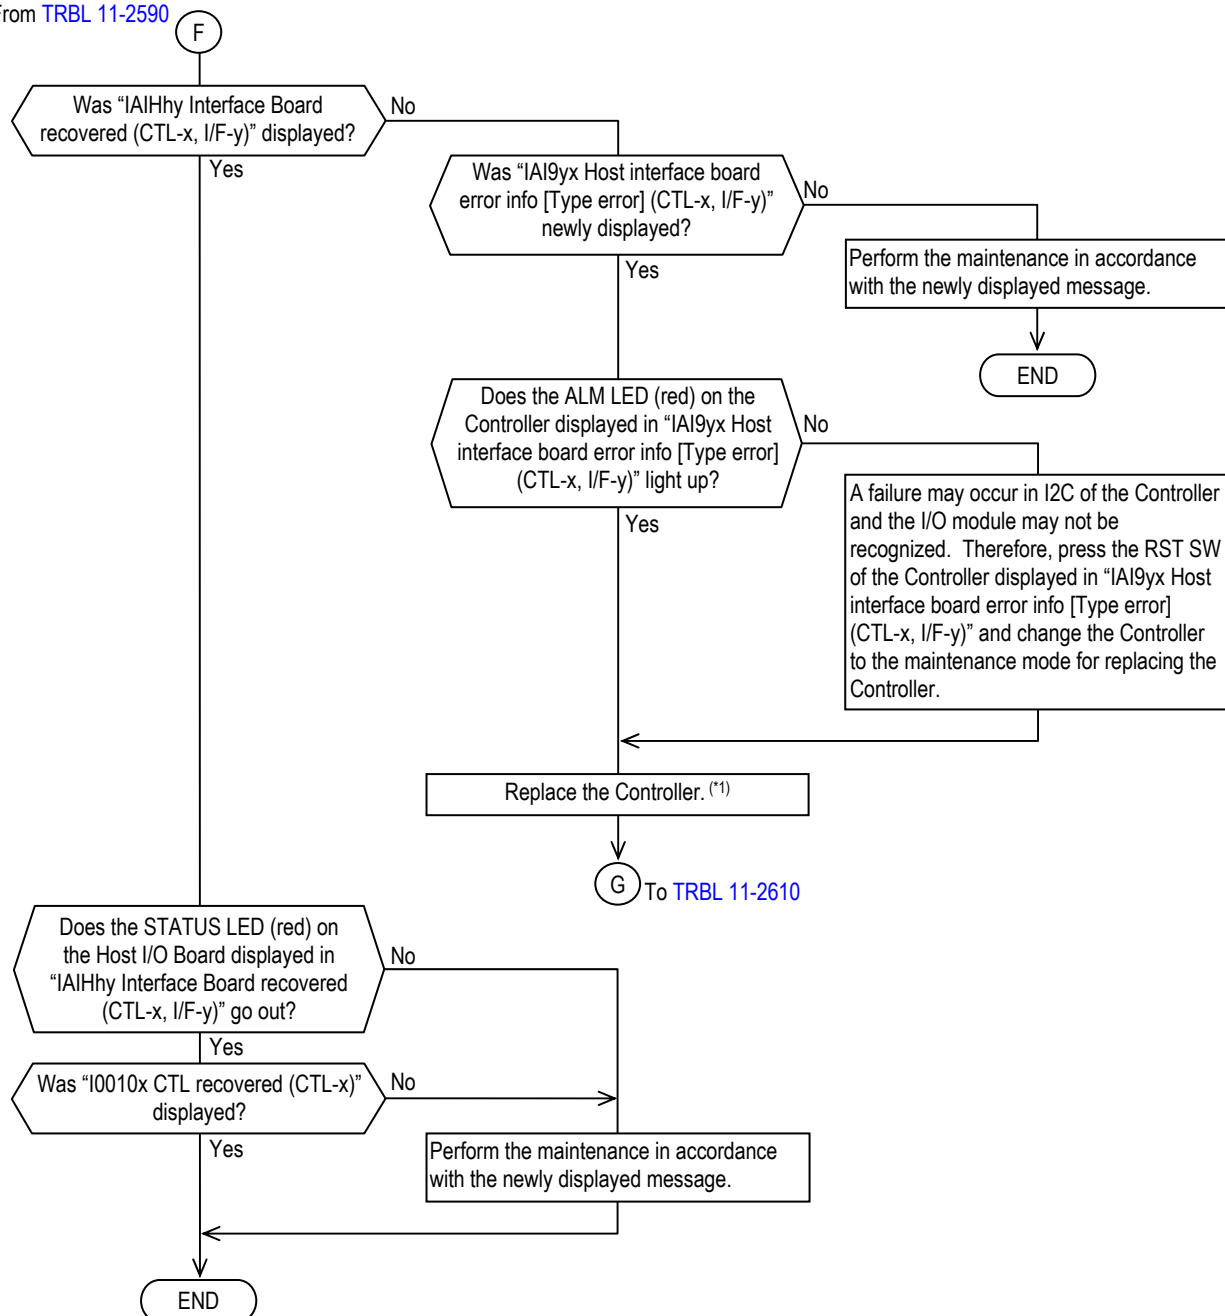 From TRBL 11-2590
F
Was “IAIHhy Interface Board
recovered (CTL-x, I/F-y)” displayed?
No
Yes
Was “IAI9yx Host interface board
error info [Type error] (CTL-x, I/F-y)”
newly displayed?
No
Yes
Perform the maintenance in accordance
with the newly displayed message.
END
Does the ALM LED (red) on the
Controller displayed in “IAI9yx Host
interface board error info [Type error]
(CTL-x, I/F-y)” light up?
No
Yes
A failure may occur in I2C of the Controller
and the I/O module may not be
recognized. Therefore, press the RST SW
of the Controller displayed in “IAI9yx Host
interface board error info [Type error]
(CTL-x, I/F-y)” and change the Controller
to the maintenance mode for replacing the
Controller.
Replace the Controller. (*1)
G To TRBL 11-2610
Does the STATUS LED (red) on
the Host I/O Board displayed in
“IAIHhy Interface Board recovered
(CTL-x, I/F-y)” go out?
No
Yes
Was “I0010x CTL recovered (CTL-x)”
displayed?
No
Yes
Perform the maintenance in accordance
with the newly displayed message.
END